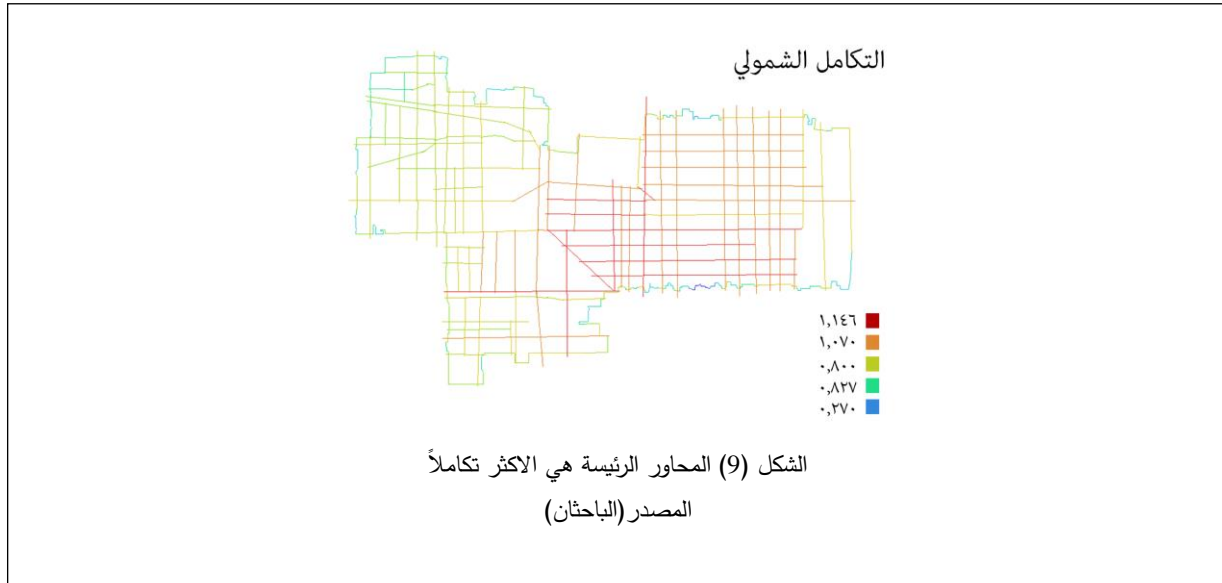 التكامل الشمولي
١,١٤٦
١,٠٧٠
٠,٨٠٠
٠,٨٢٧
٠,٢٧٠
الشكل (9) المحاور الرئيسة هي الاكثر تكاملاً
المصدر(الباحثان)